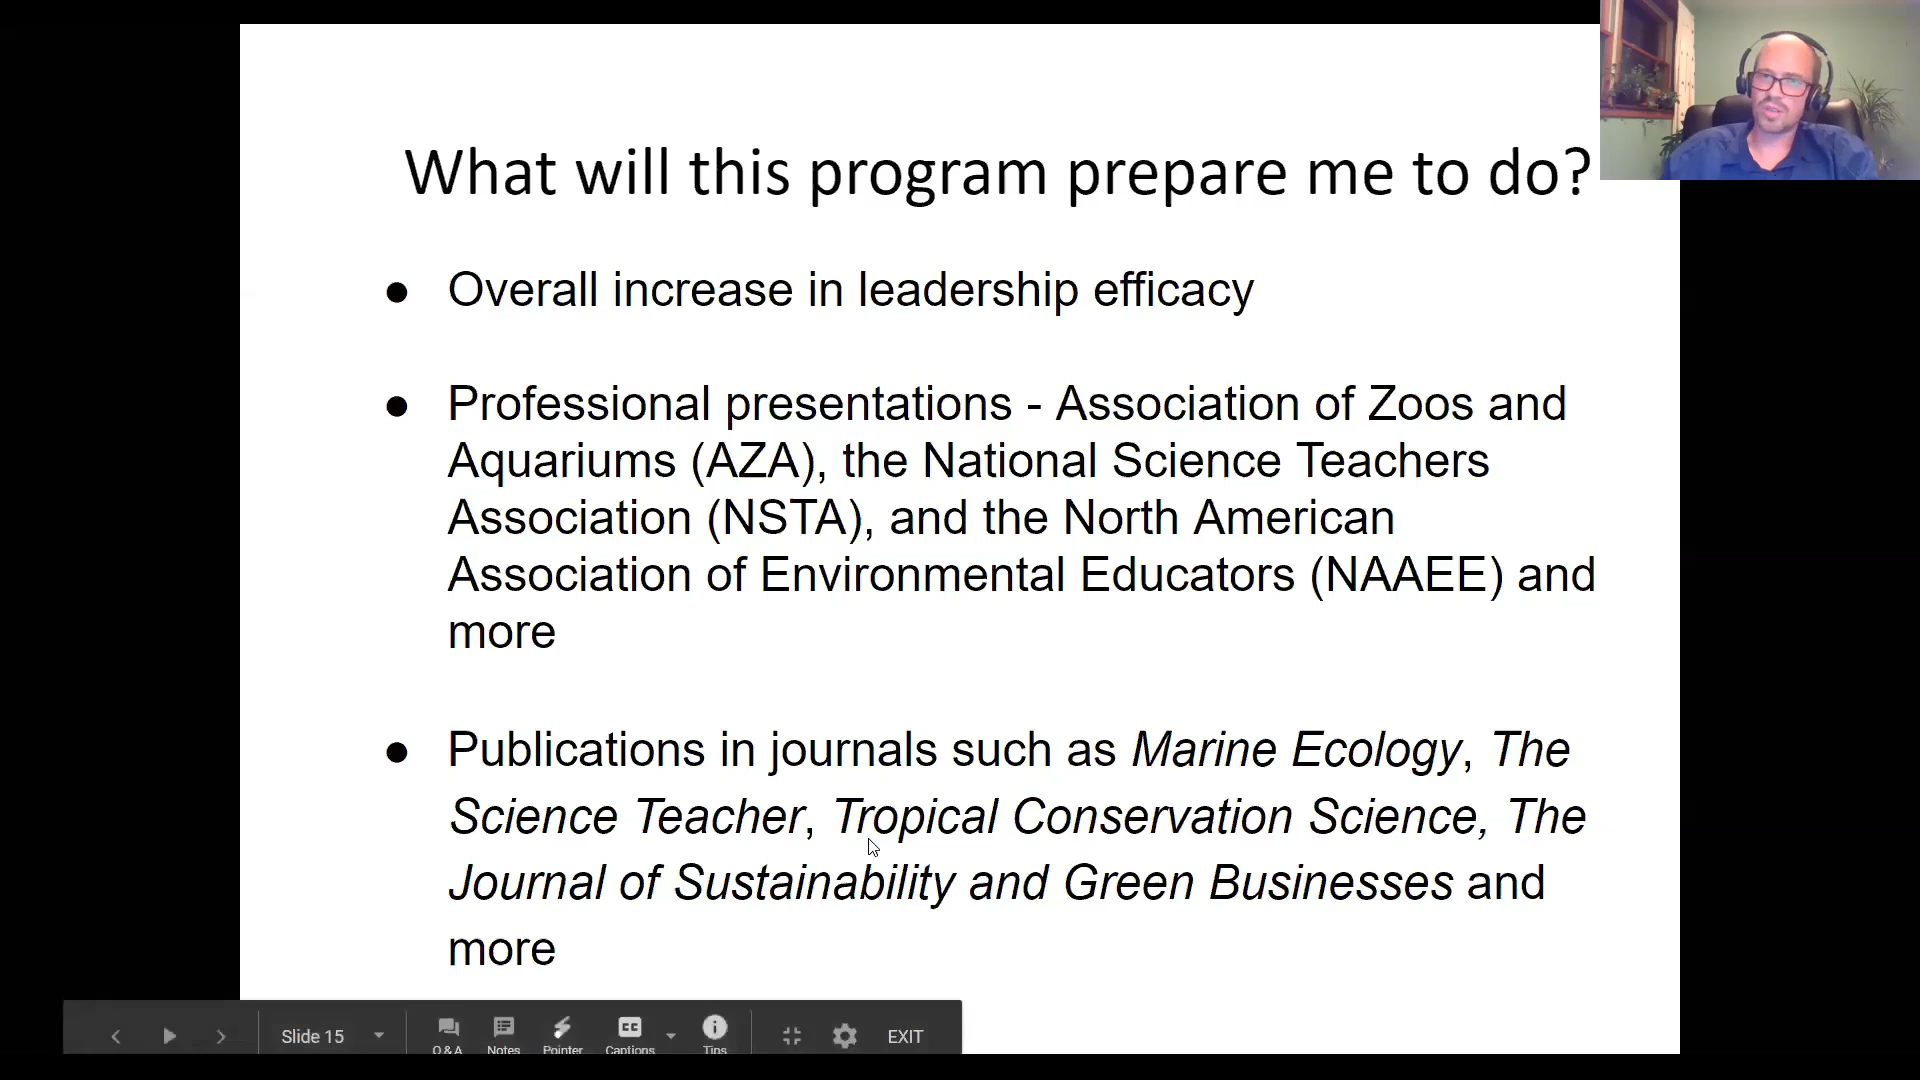 What will this program prepare me to do?
● Overall increase in leadership efficacy
● Professional presentations - Association of Zoos and
Aquariums (AZA), the National Science Teachers
Association (NSTA), and the North American
Association of Environmental Educators (NAAEE) and
more
● Publications in journals such as Marine Ecology, The
Science Teacher, Tropical Conservation Science, The
Journal of Sustainability and Green Businesses and
more
Slide 15 Q & A Notes Pointer Captions Tips EXIT